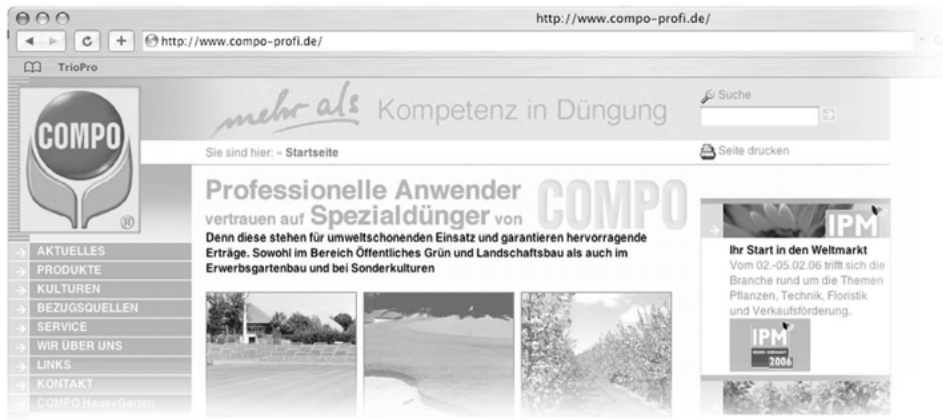 http://www.compo-profi.de/
http://www.compo-profi.de/
TrioPro
COMPO
®
mehr als Kompetenz in Düngung
Suche
Sie sind hier: » Startseite
Seite drucken
AKTUELLES
PRODUKTE
KULTUREN
BEZUGSQUELLEN
SERVICE
WIR ÜBER UNS
LINKS
KONTAKT
COMPO Haus+Garten
Professionelle Anwender
vertrauen auf Spezialdünger von COMPO
Denn diese stehen für umweltschonenden Einsatz und garantieren hervorragende
Erträge. Sowohl im Bereich Öffentliches Grün und Landschaftsbau als auch im
Erwerbsgartenbau und bei Sonderkulturen
IPM
Ihr Start in den Weltmarkt
Vom 02.-05.02.06 trifft sich die
Branche rund um die Themen
Pflanzen, Technik, Floristik
und Verkaufsförderung.
IPM
2006